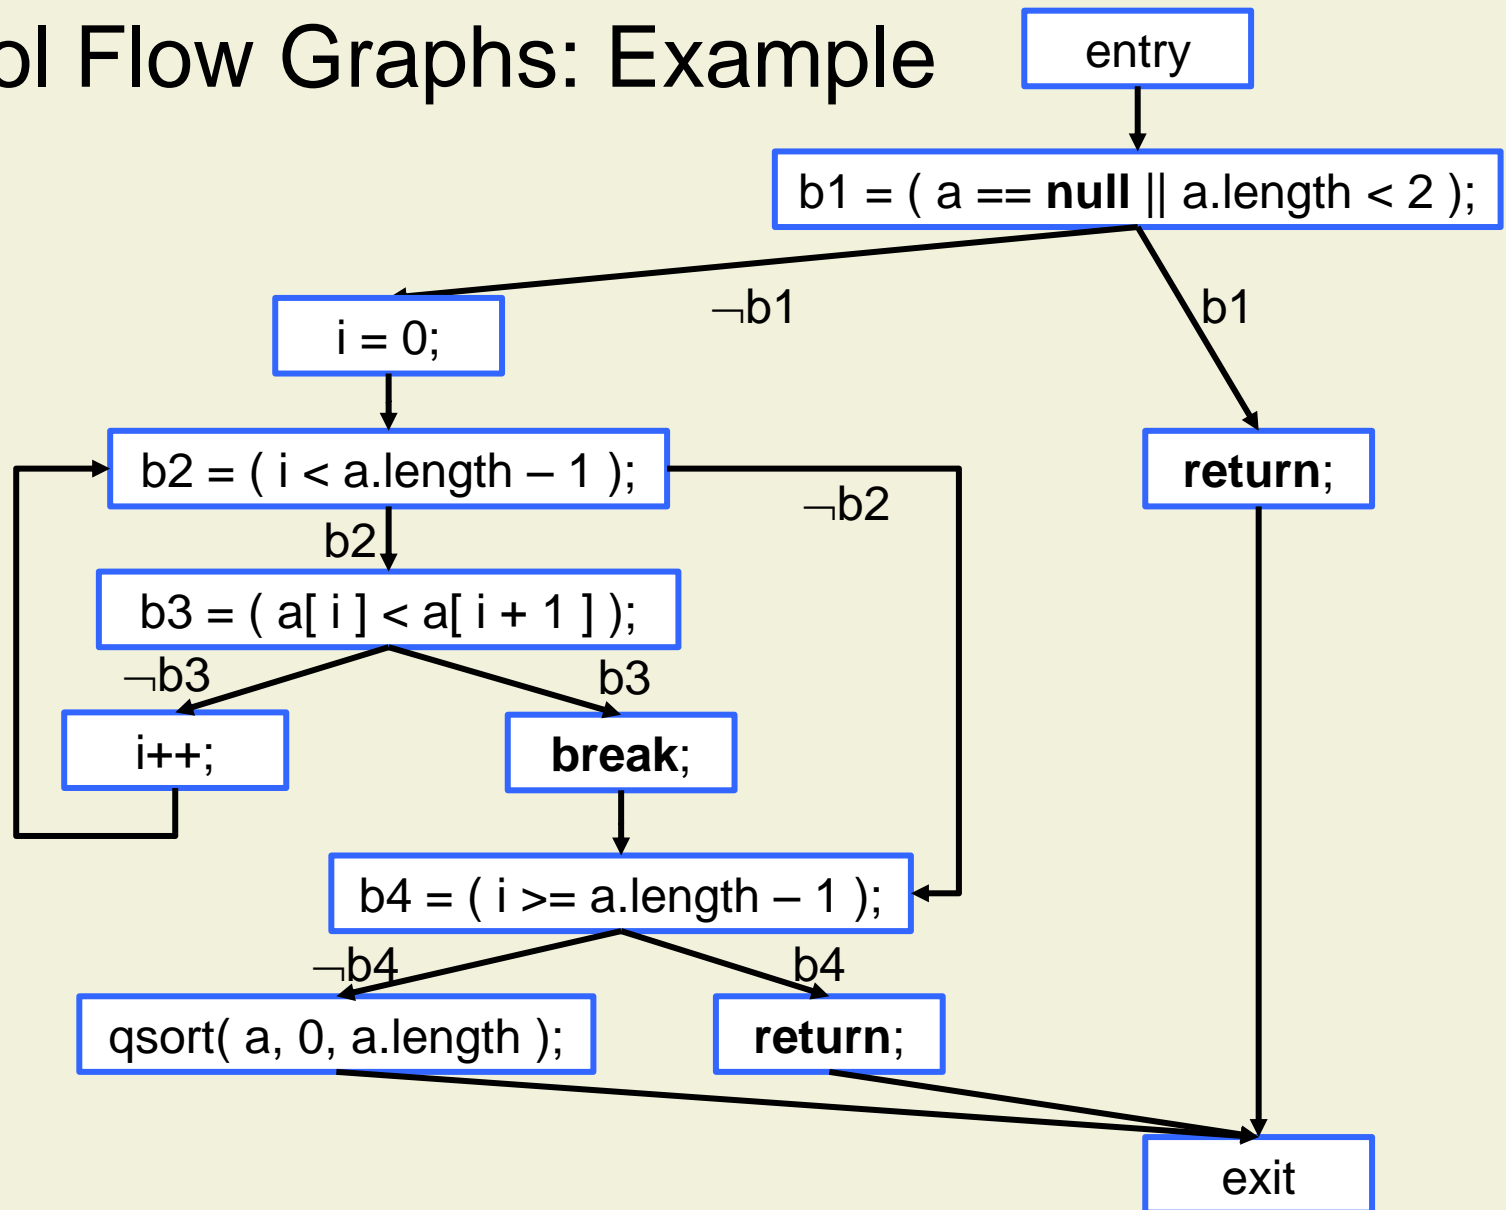 ol Flow Graphs: Example
entry
b1 = ( a == null || a.length < 2 );
¬b1
b1
i = 0;
b2 = ( i < a.length – 1 );
return;
¬b2
b2
b3 = ( a[ i ] < a[ i + 1 ] );
¬b3
b3
i++;
break;
b4 = ( i >= a.length – 1 );
¬b4
b4
qsort( a, 0, a.length );
return;
exit